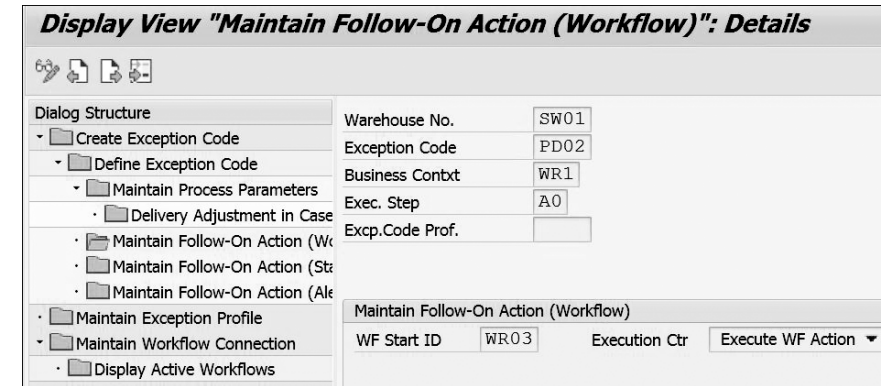 Display View "Maintain Follow-On Action (Workflow)": Details
Dialog Structure
Create Exception Code
Define Exception Code
Maintain Process Parameters
Delivery Adjustment in Case
Maintain Follow-On Action (Wo
Maintain Follow-On Action (Sta
Maintain Follow-On Action (Ale
Maintain Exception Profile
Maintain Workflow Connection
Display Active Workflows
Warehouse No. SW01
Exception Code PD02
Business Contxt WR1
Exec. Step A0
Excp.Code Prof.
Maintain Follow-On Action (Workflow)
WF Start ID WR03 Execution Ctr Execute WF Action